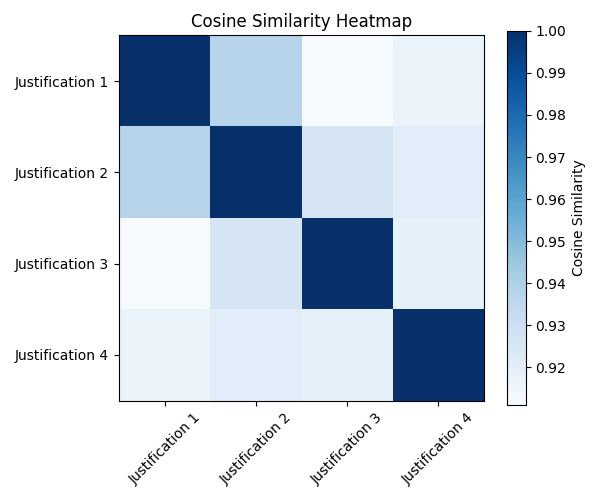 Cosine Similarity Heatmap
Justification 1
Justification 2
Justification 3
Justification 4
Justification 1
Justification 2
Justification 3
Justification 4
1.00
0.99
0.98
0.97
0.96
0.95
0.94
0.93
0.92
Cosine Similarity